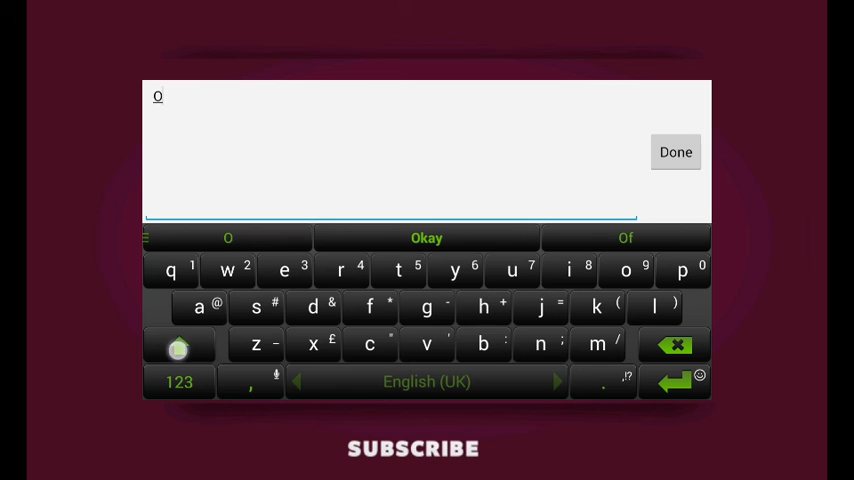 O
Done
O Okay Of
q 1 w 2 e 3 r 4 t 5 y 6 u 7 i 8 o 9 p 0
a @ s # d & f * g - h + j = k ( l )
z _ x £ c " v ' b : n ; m /
123 , English (UK) . ,!?
SUBSCRIBE